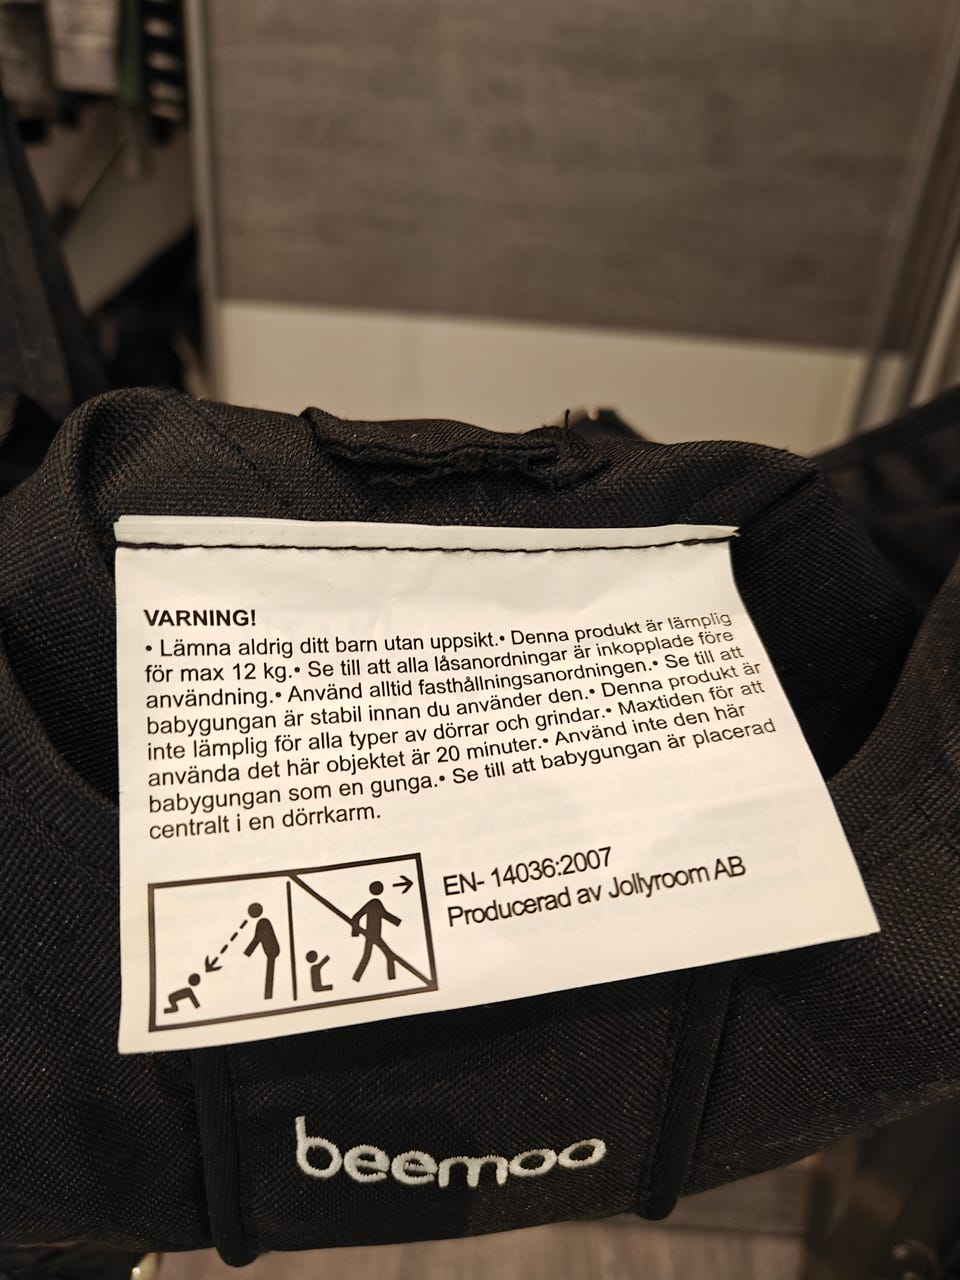 VARNING!
• Lämna aldrig ditt barn utan uppsikt.• Denna produkt är lämplig
för max 12 kg.• Se till att alla låsanordningar är inkopplade före
användning.• Använd alltid fasthållningsanordningen.• Se till att
babygungan är stabil innan du använder den.• Denna produkt är
inte lämplig för alla typer av dörrar och grindar.• Maxtiden för att
använda det här objektet är 20 minuter.• Använd inte den här
babygungan som en gunga.• Se till att babygungan är placerad
centralt i en dörrkarm.
EN- 14036:2007
Producerad av Jollyroom AB
beemoo